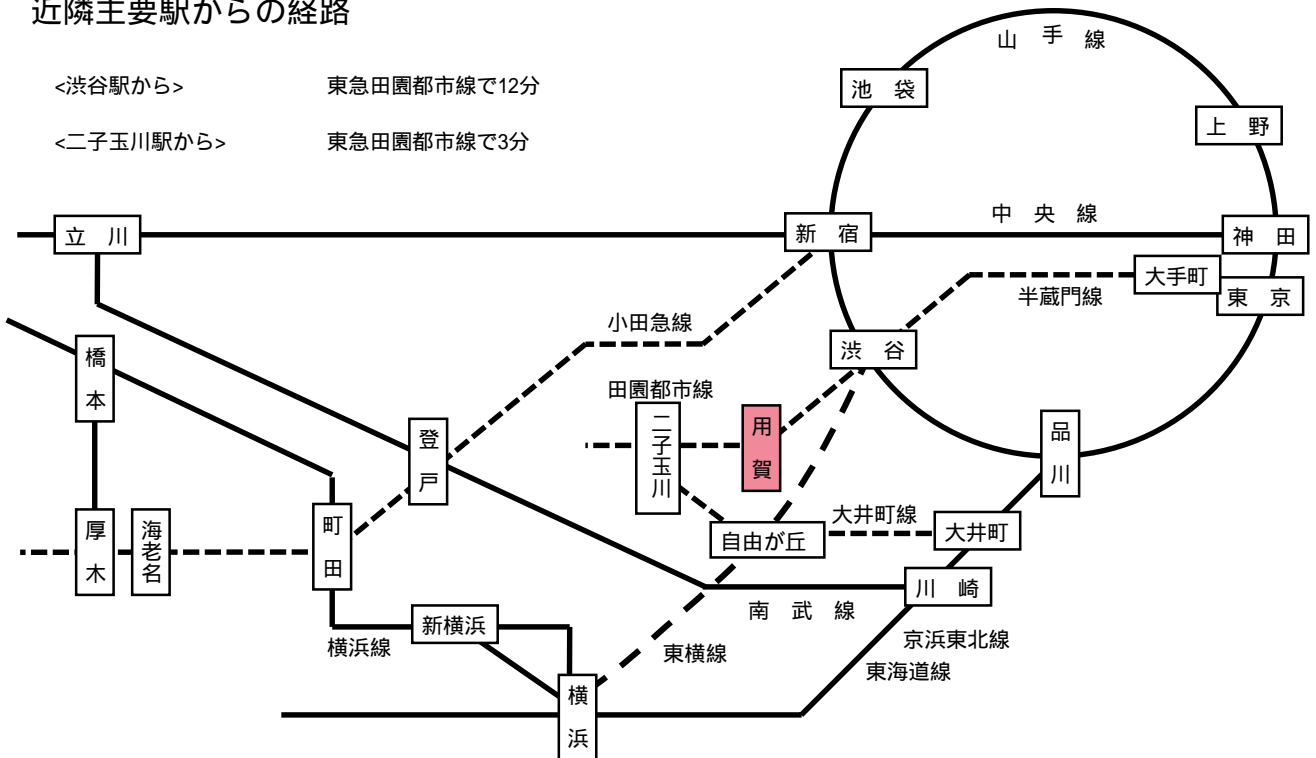 近隣主要駅からの経路
<渋谷駅から> 東急田園都市線で12分
<二子玉川駅から> 東急田園都市線で3分
山 手 線
池 袋
上 野
立 川
新 宿
中 央 線
神 田
大手町
東 京
半蔵門線
小田急線
渋 谷
橋本
田園都市線
二子玉川
用賀
登戸
品川
厚木
海老名
町田
自由が丘
大井町線
大井町
川 崎
南 武 線
新横浜
横浜線
東横線
京浜東北線
東海道線
横浜